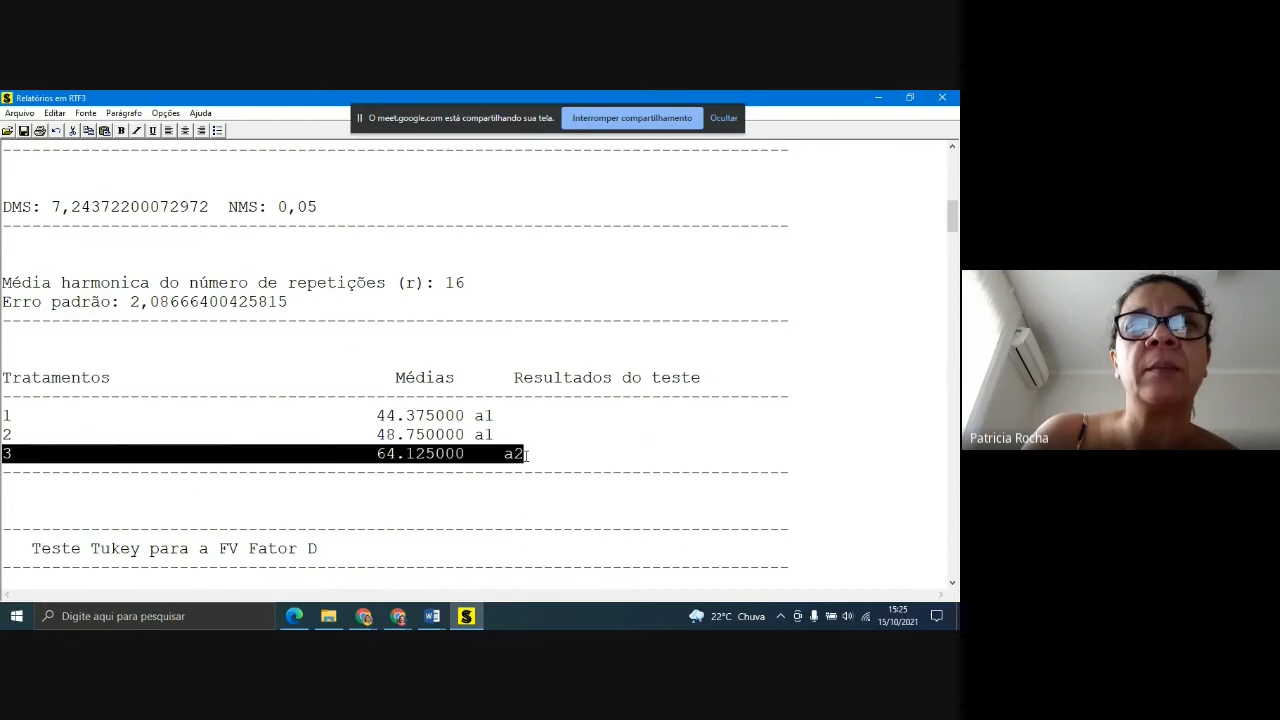 Relatórios em RTF3
Arquivo Editar Fonte Parágrafo Opções Ajuda
O meet.google.com está compartilhando sua tela. Interromper compartilhamento Ocultar
DMS: 7,24372200072972 NMS: 0,05
Média harmonica do número de repetições (r): 16
Erro padrão: 2,08666400425815
Tratamentos Médias Resultados do teste
1 44.375000 a1
2 48.750000 a1
3 64.125000 a2
Teste Tukey para a FV Fator D
Patricia Rocha
Digite aqui para pesquisar
22°C Chuva
15:25
15/10/2021